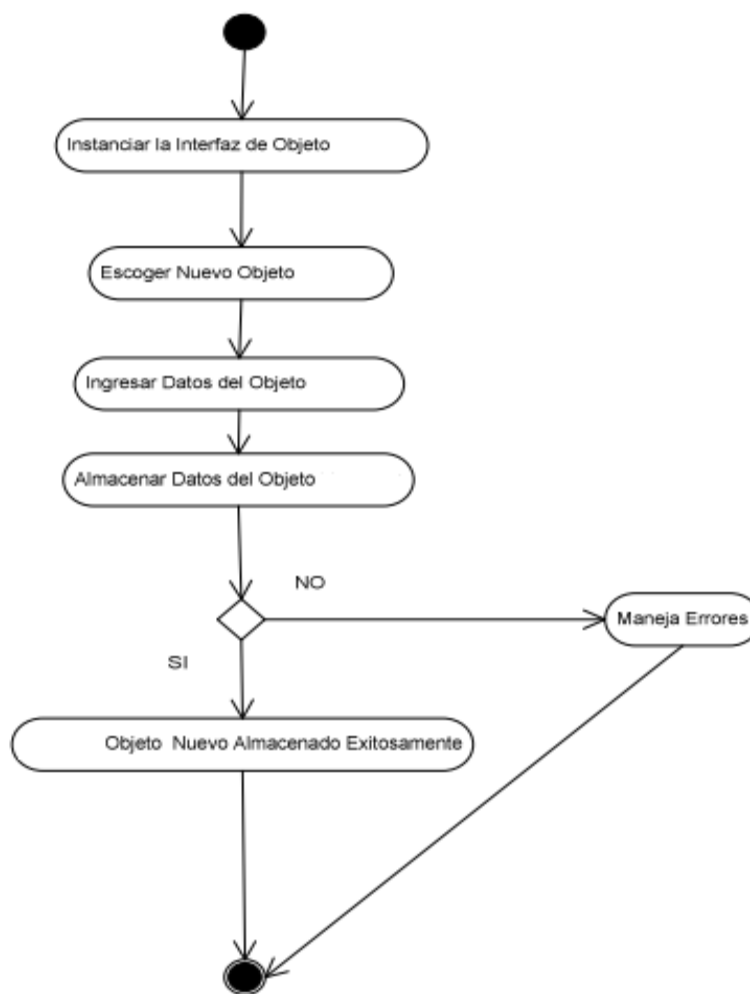 Instanciar la Interfaz de Objeto
Escoger Nuevo Objeto
Ingresar Datos del Objeto
Almacenar Datos del Objeto
NO
Maneja Errores
SI
Objeto Nuevo Almacenado Exitosamente